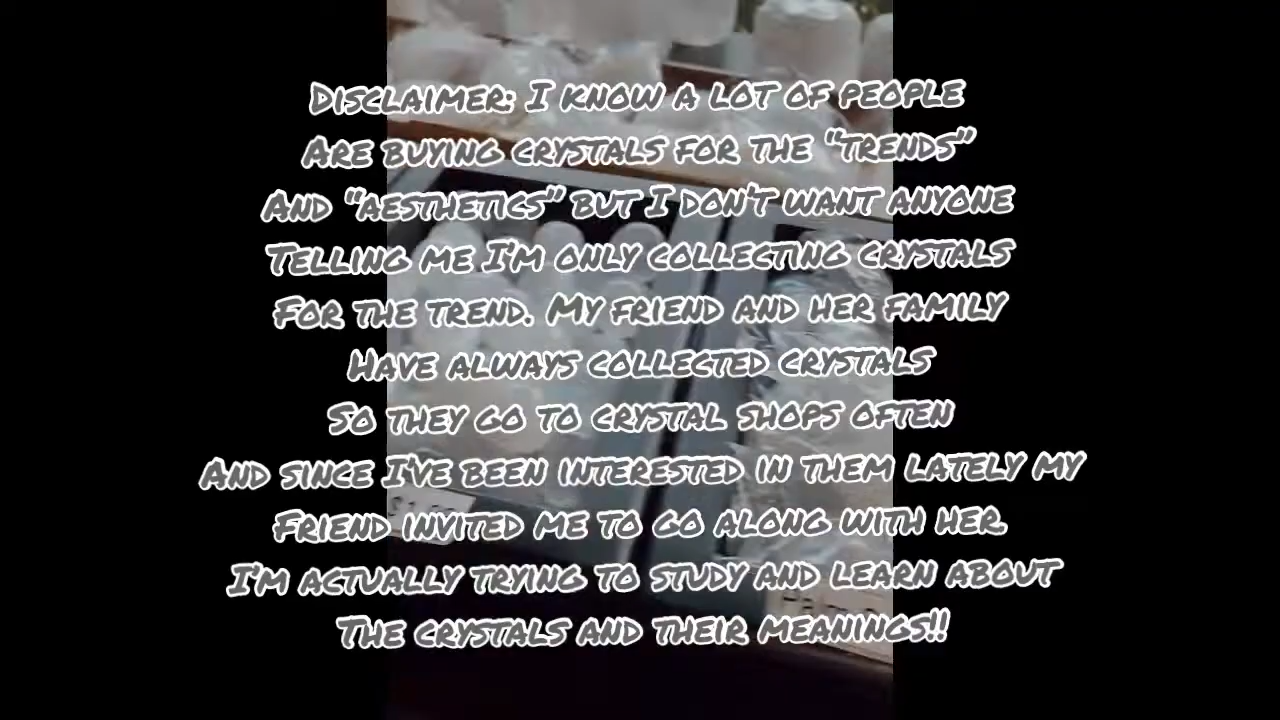 Disclaimer: I know a lot of people
Are buying crystals for the “trends”
And “aesthetics” but I don't want anyone
Telling me I'm only collecting crystals
For the trend. My friend and her family
Have always collected crystals
So they go to crystal shops often
And since I've been interested in them lately my
Friend invited me to go along with her.
I'm actually trying to study and learn about
The crystals and their meanings!!